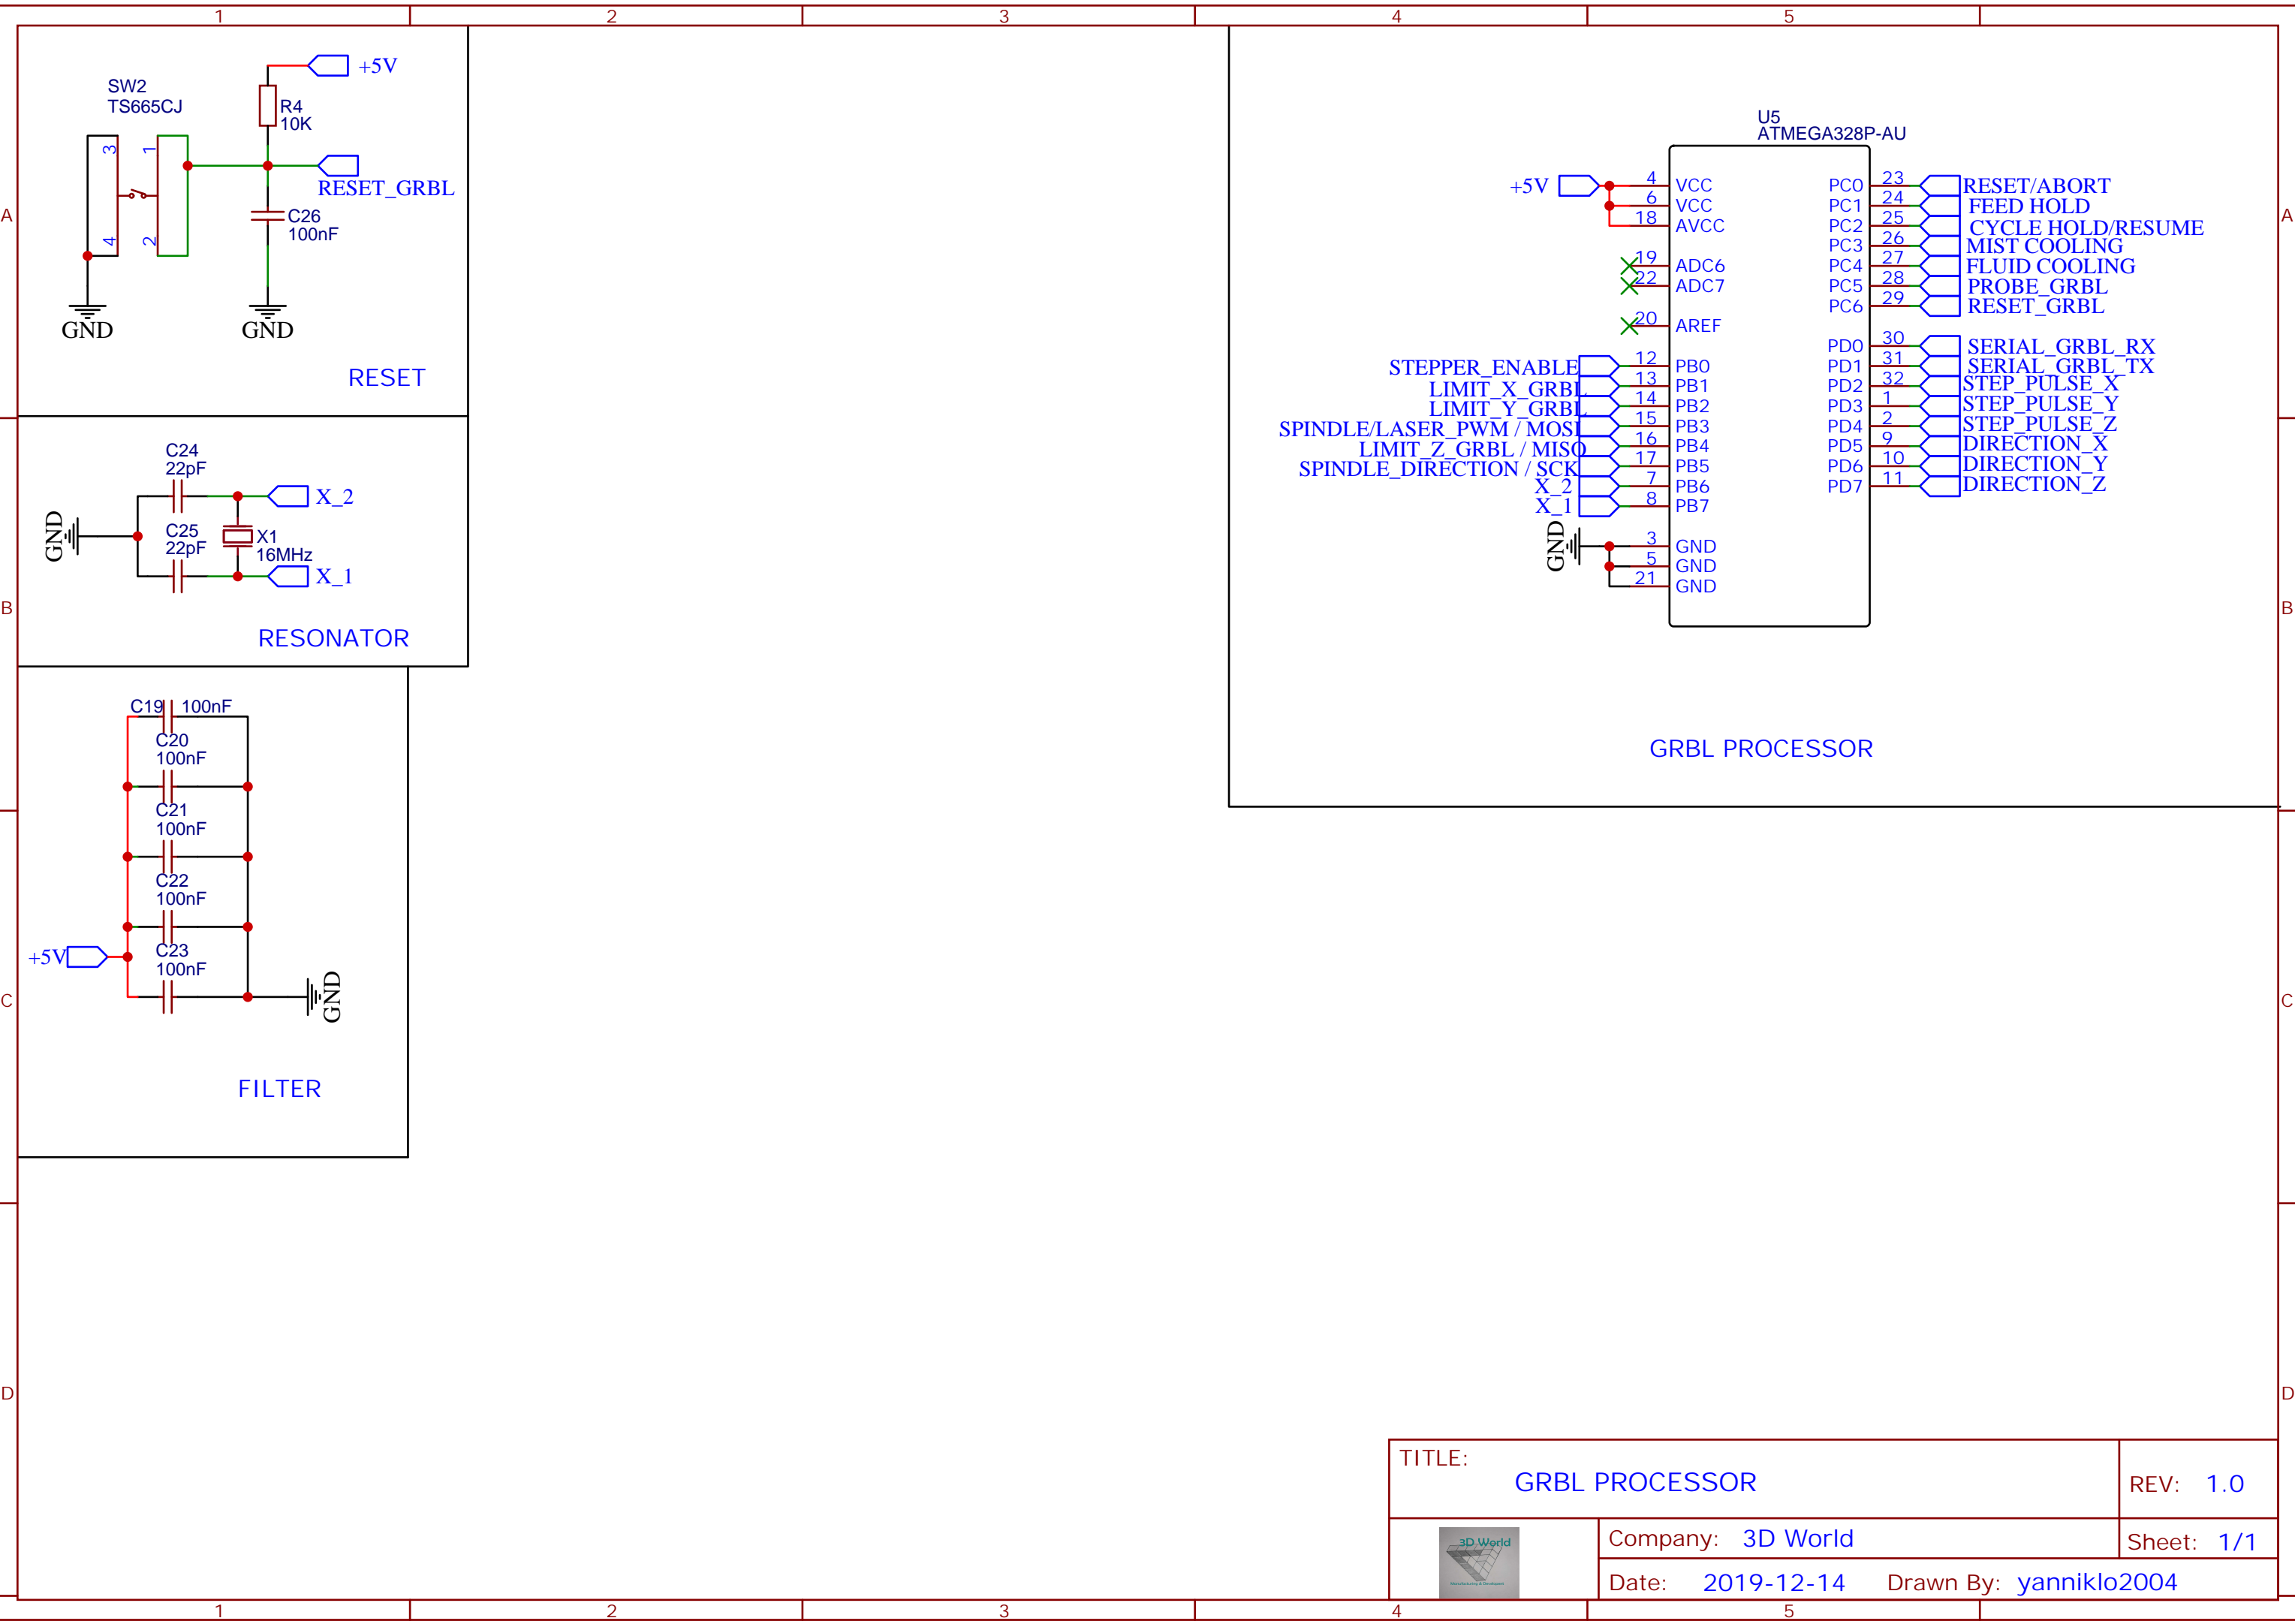 1 2 3 4 5
A
B
C
D
+5V
SW2
TS665CJ
R4
10K
3 1
4 2
RESET_GRBL
C26
100nF
GND GND
RESET
C24
22pF
X_2
GND
C25
22pF
X1
16MHz
X_1
RESONATOR
C19 100nF
C20
100nF
C21
100nF
C22
100nF
+5V
C23
100nF
GND
FILTER
U5
ATMEGA328P-AU
+5V 4 VCC
6 VCC
18 AVCC
19 ADC6
22 ADC7
20 AREF
STEPPER_ENABLE 12 PB0
LIMIT_X_GRBL 13 PB1
LIMIT_Y_GRBL 14 PB2
SPINDLE/LASER_PWM / MOSI 15 PB3
LIMIT_Z_GRBL / MISO 16 PB4
SPINDLE_DIRECTION / SCK 17 PB5
X_2 7 PB6
X_1 8 PB7
GND 3 GND
5 GND
21 GND
PC0 23 RESET/ABORT
PC1 24 FEED HOLD
PC2 25 CYCLE HOLD/RESUME
PC3 26 MIST COOLING
PC4 27 FLUID COOLING
PC5 28 PROBE_GRBL
PC6 29 RESET_GRBL
PD0 30 SERIAL_GRBL_RX
PD1 31 SERIAL_GRBL_TX
PD2 32 STEP_PULSE_X
PD3 1 STEP_PULSE_Y
PD4 2 STEP_PULSE_Z
PD5 9 DIRECTION_X
PD6 10 DIRECTION_Y
PD7 11 DIRECTION_Z
GRBL PROCESSOR
A
B
C
D
TITLE:
GRBL PROCESSOR
REV: 1.0
3D World
Manufacturing & Development
Company: 3D World
Sheet: 1/1
Date: 2019-12-14 Drawn By: yanniklo2004
1 2 3 4 5